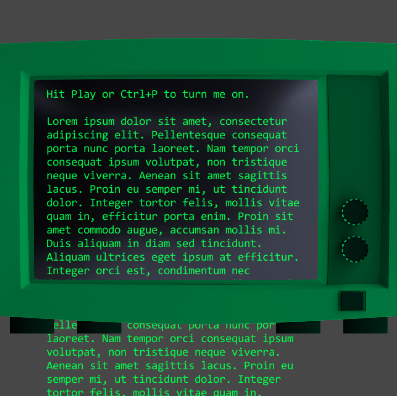 Hit Play or Ctrl+P to turn me on.
Lorem ipsum dolor sit amet, consectetur
adipiscing elit. Pellentesque consequat
porta nunc porta laoreet. Nam tempor orci
consequat ipsum volutpat, non tristique
neque viverra. Aenean sit amet sagittis
lacus. Proin eu semper mi, ut tincidunt
dolor. Integer tortor felis, mollis vitae
quam in, efficitur porta enim. Proin sit
amet commodo augue, accumsan mollis mi.
Duis aliquam in diam sed tincidunt.
Aliquam ultrices eget ipsum at efficitur.
Integer orci est, condimentum nec
consequat porta nunc por
laoreet. Nam tempor orci consequat ipsum
volutpat, non tristique neque viverra.
Aenean sit amet sagittis lacus. Proin eu
semper mi, ut tincidunt dolor. Integer
tortor felis, mollis vitae quam in,